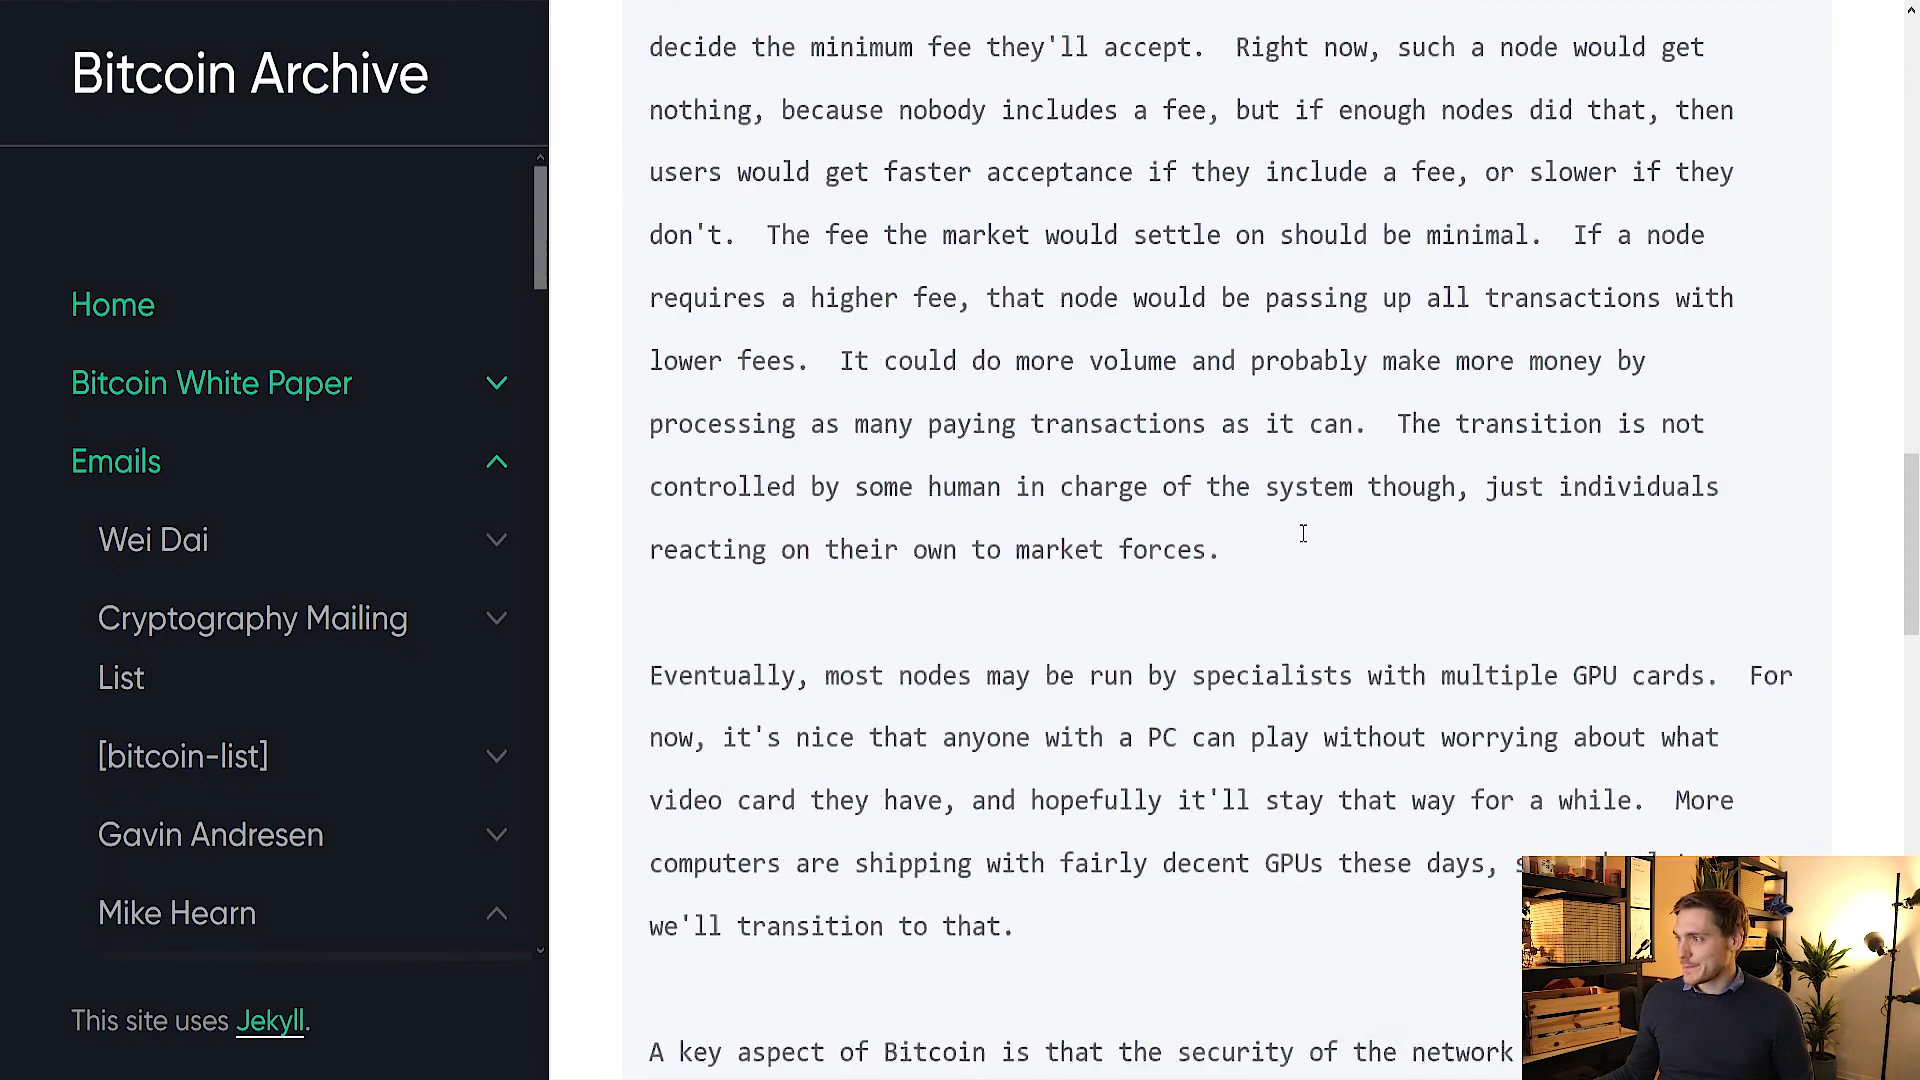 Bitcoin Archive
Home
Bitcoin White Paper
Emails
Wei Dai
Cryptography Mailing
List
[bitcoin-list]
Gavin Andresen
Mike Hearn
This site uses Jekyll.
decide the minimum fee they'll accept.  Right now, such a node would get
nothing, because nobody includes a fee, but if enough nodes did that, then
users would get faster acceptance if they include a fee, or slower if they
don't.  The fee the market would settle on should be minimal.  If a node
requires a higher fee, that node would be passing up all transactions with
lower fees.  It could do more volume and probably make more money by
processing as many paying transactions as it can.  The transition is not
controlled by some human in charge of the system though, just individuals
reacting on their own to market forces.
Eventually, most nodes may be run by specialists with multiple GPU cards.  For
now, it's nice that anyone with a PC can play without worrying about what
video card they have, and hopefully it'll stay that way for a while.  More
computers are shipping with fairly decent GPUs these days,
we'll transition to that.
A key aspect of Bitcoin is that the security of the network